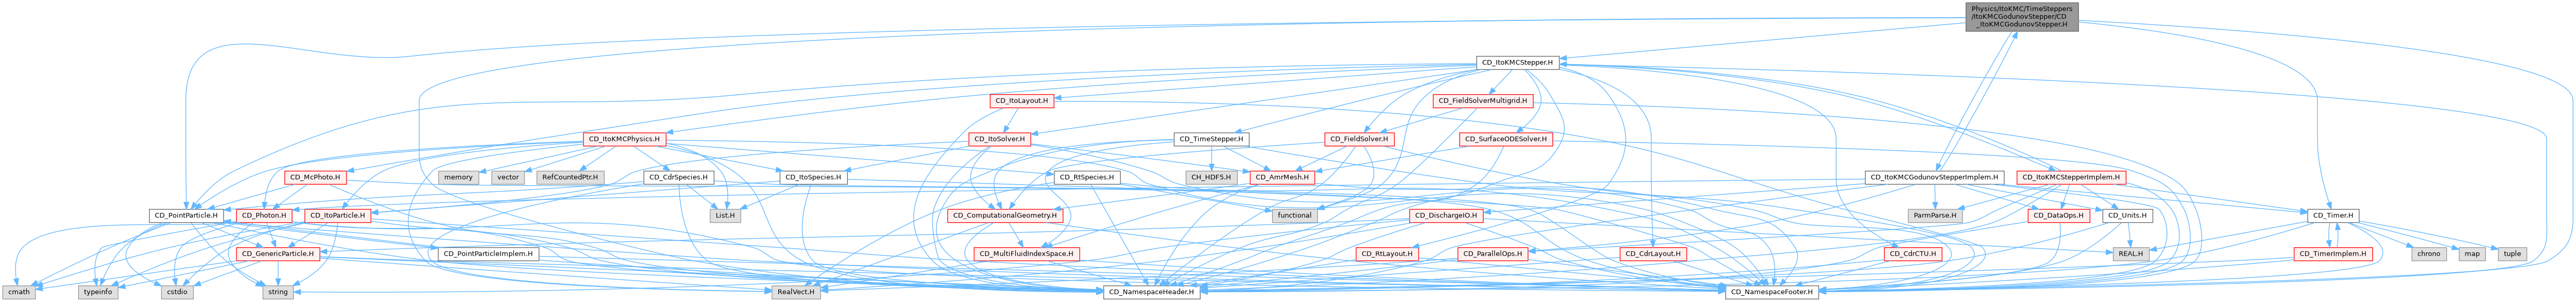 Physics/ItoKMC/TimeSteppers
/ItoKMCGodunovStepper/CD
_ItoKMCGodunovStepper.H
CD_ItoKMCStepper.H
CD_ItoLayout.H
CD_FieldSolverMultigrid.H
CD_ItoKMCPhysics.H
CD_ItoSolver.H
CD_TimeStepper.H
CD_FieldSolver.H
CD_SurfaceODESolver.H
memory
vector
RefCountedPtr.H
CD_McPhoto.H
CD_CdrSpecies.H
CD_ItoSpecies.H
CD_RtSpecies.H
CH_HDF5.H
CD_AmrMesh.H
CD_ItoKMCGodunovStepperImplem.H
CD_ItoKMCStepperImplem.H
CD_PointParticle.H
CD_Photon.H
CD_ItoParticle.H
List.H
CD_ComputationalGeometry.H
functional
CD_DischargeIO.H
ParmParse.H
CD_DataOps.H
CD_Units.H
CD_Timer.H
CD_GenericParticle.H
CD_PointParticleImplem.H
CD_MultiFluidIndexSpace.H
CD_RtLayout.H
CD_ParallelOps.H
CD_CdrLayout.H
CD_CdrCTU.H
REAL.H
CD_TimerImplem.H
chrono
map
tuple
cmath
typeinfo
cstdio
string
RealVect.H
CD_NamespaceHeader.H
CD_NamespaceFooter.H